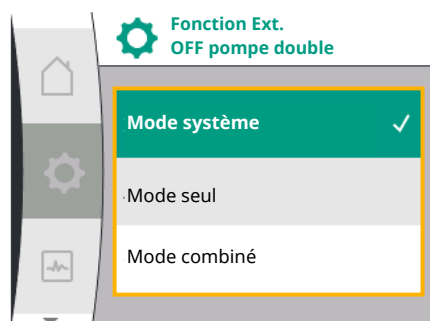 Fonction Ext.
OFF pompe double
Mode système
Mode seul
Mode combiné